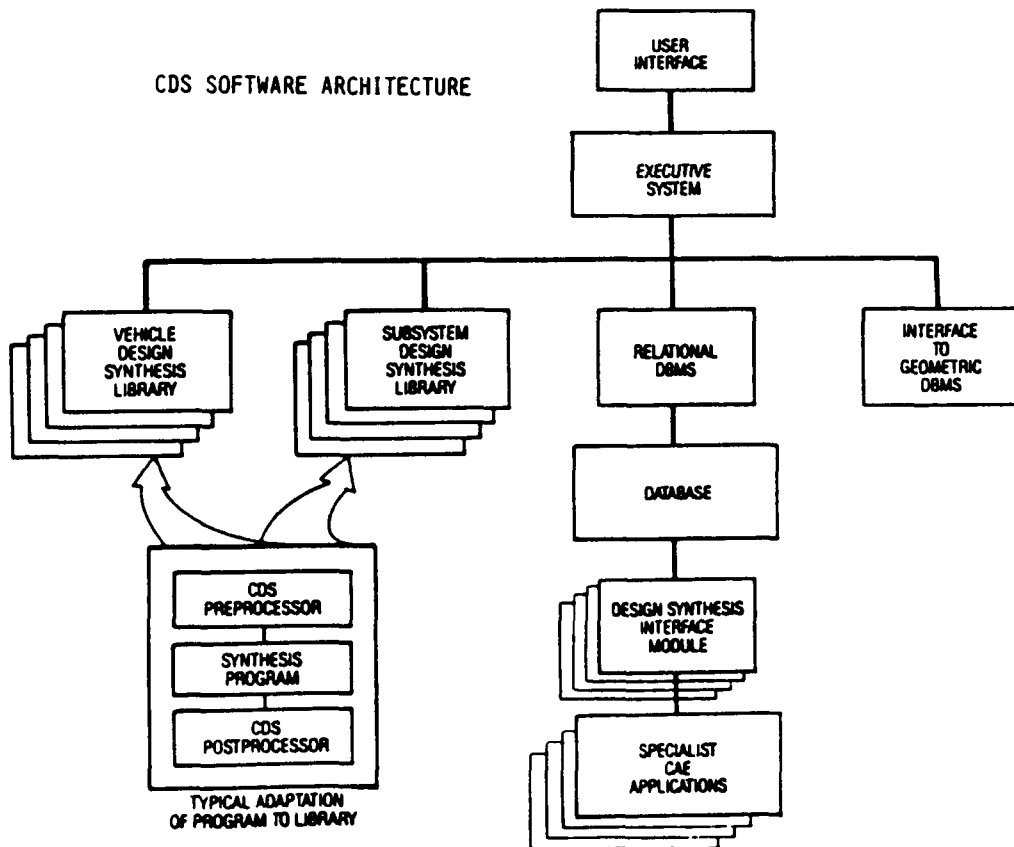 CDS SOFTWARE ARCHITECTURE
USER
INTERFACE
EXECUTIVE
SYSTEM
VEHICLE
DESIGN
SYNTHESIS
LIBRARY
SUBSYSTEM
DESIGN
SYNTHESIS
LIBRARY
RELATIONAL
DBMS
INTERFACE
TO
GEOMETRIC
DBMS
DATABASE
CDS
PREPROCESSOR
SYNTHESIS
PROGRAM
CDS
POSTPROCESSOR
TYPICAL ADAPTATION
OF PROGRAM TO LIBRARY
DESIGN SYNTHESIS
INTERFACE
MODULE
SPECIALIST
CAE
APPLICATIONS